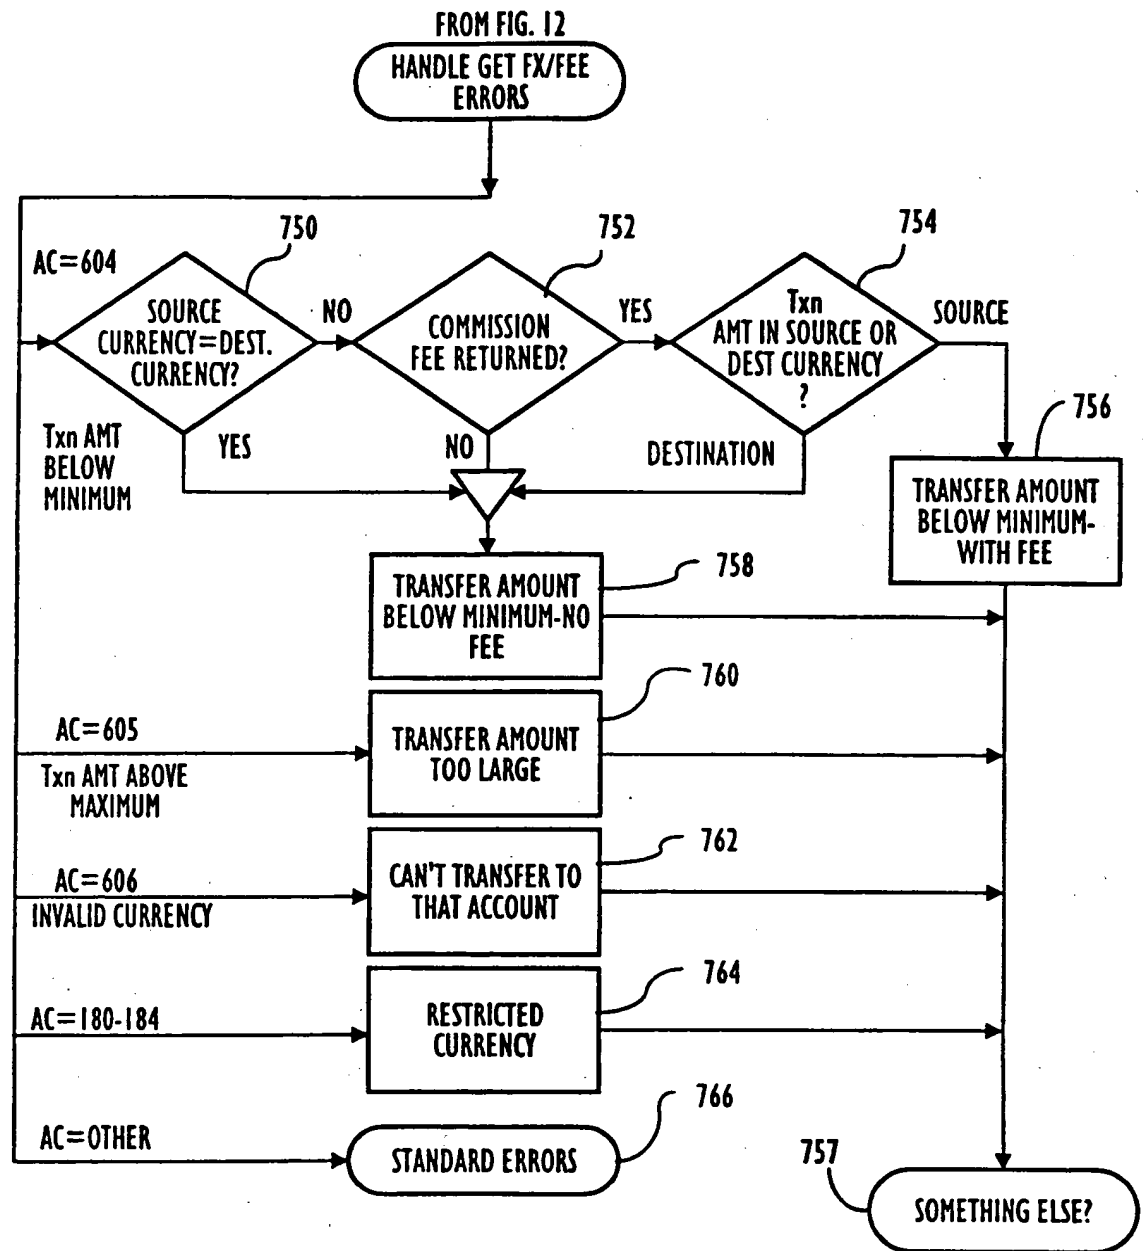 FROM FIG. 12
HANDLE GET FX/FEE
ERRORS
750
752
754
AC=604
SOURCE
CURRENCY=DEST.
CURRENCY?
NO
COMMISSION
FEE RETURNED?
YES
Txn
AMT IN SOURCE OR
DEST CURRENCY
?
SOURCE
756
Txn AMT
BELOW
MINIMUM
YES
NO
DESTINATION
TRANSFER AMOUNT
BELOW MINIMUM-
WITH FEE
758
TRANSFER AMOUNT
BELOW MINIMUM-NO
FEE
760
AC=605
Txn AMT ABOVE
MAXIMUM
TRANSFER AMOUNT
TOO LARGE
762
AC=606
INVALID CURRENCY
CAN'T TRANSFER TO
THAT ACCOUNT
764
AC=180-184
RESTRICTED
CURRENCY
766
AC=OTHER
STANDARD ERRORS
757
SOMETHING ELSE?